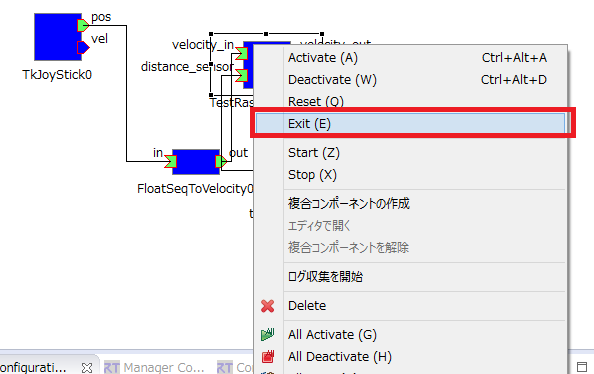 pos
vel
TkJoyStick0
velocity_in
velocity_out
distance_sensor
TestRas
in
out
FloatSeqToVelocity0
Activate (A) Ctrl+Alt+A
Deactivate (W) Ctrl+Alt+D
Reset (Q)
Exit (E)
Start (Z)
Stop (X)
複合コンポーネントの作成
エディタで開く
複合コンポーネントを解除
ログ収集を開始
Delete
All Activate (G)
All Deactivate (H)
onfigurati...
RT Manager Co...
RT Co